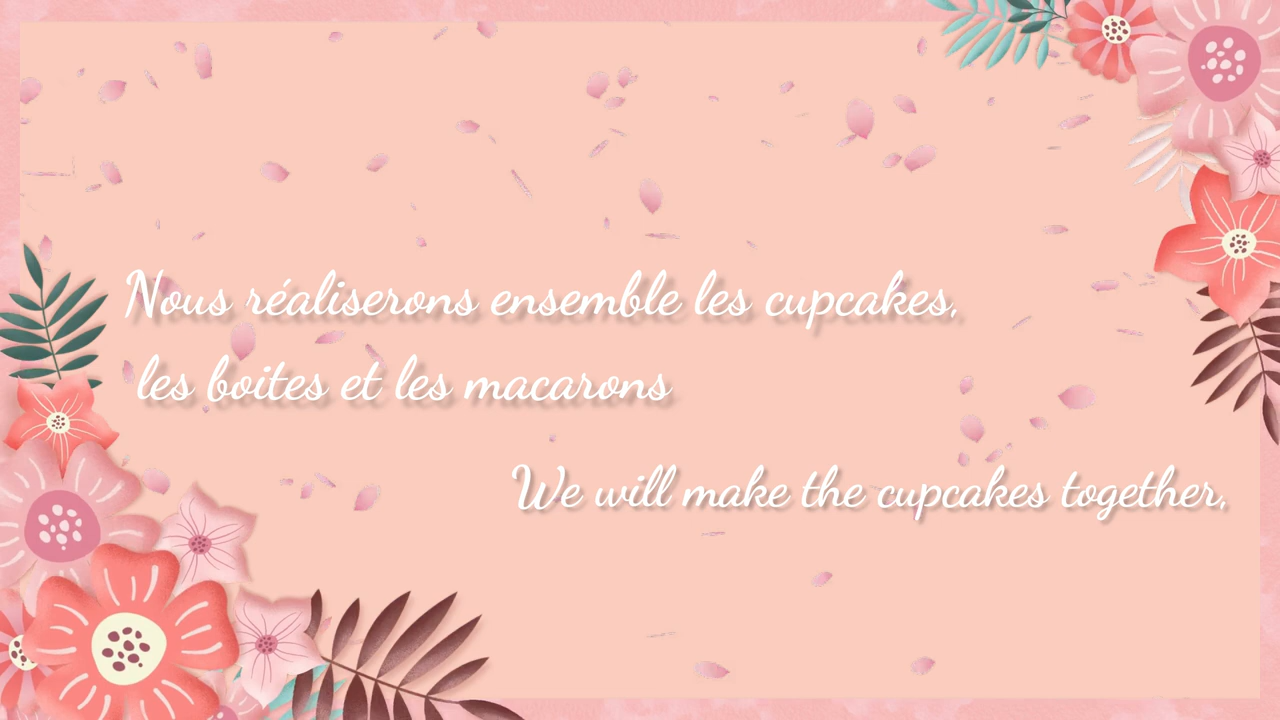 Nous réaliserons ensemble les cupcakes,
les boites et les macarons
We will make the cupcakes together,